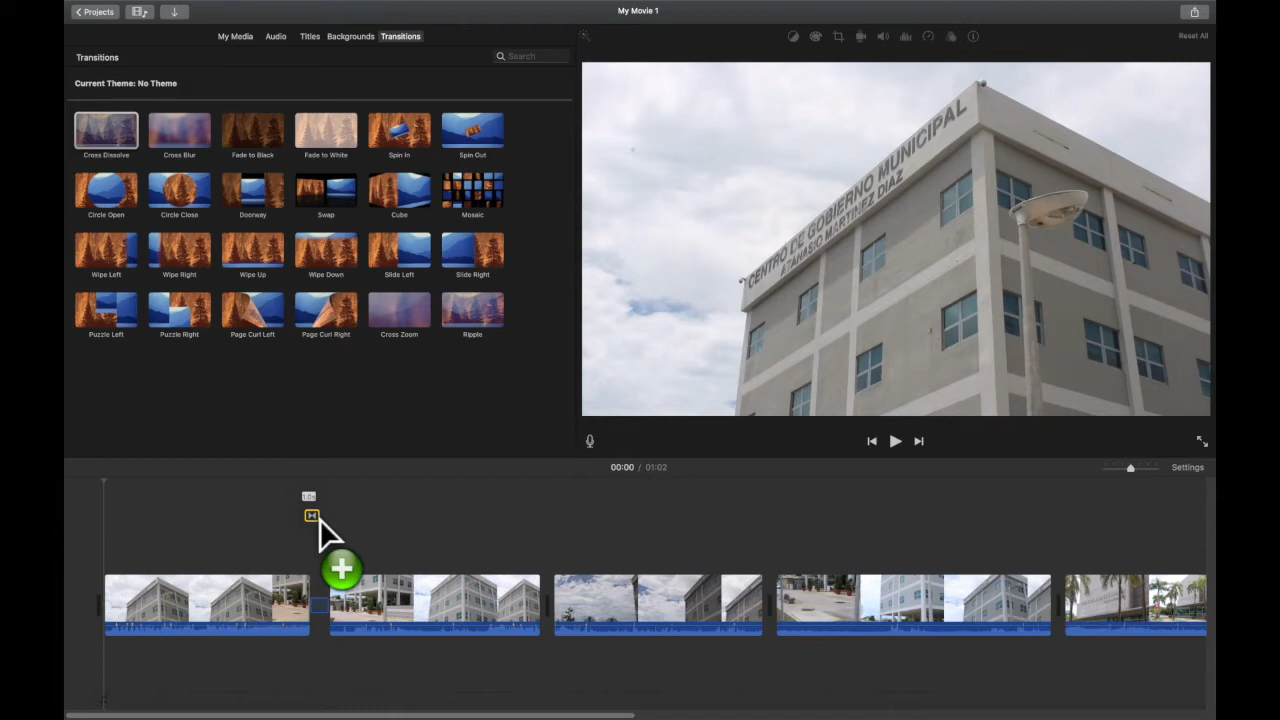 Projects
My Movie 1
My Media
Audio
Titles
Backgrounds
Transitions
Reset All
Transitions
Search
Current Theme: No Theme
Cross Dissolve
Cross Blur
Fade to Black
Fade to White
Spin In
Spin Out
Circle Open
Circle Close
Doorway
Swap
Cube
Mosaic
Wipe Left
Wipe Right
Wipe Up
Wipe Down
Slide Left
Slide Right
Puzzle Left
Puzzle Right
Page Curl Left
Page Curl Right
Cross Zoom
Ripple
CENTRO DE GOBIERNO MUNICIPAL
ATANASIO MARTINEZ DIAZ
00:00 / 01:02
Settings
1.0s